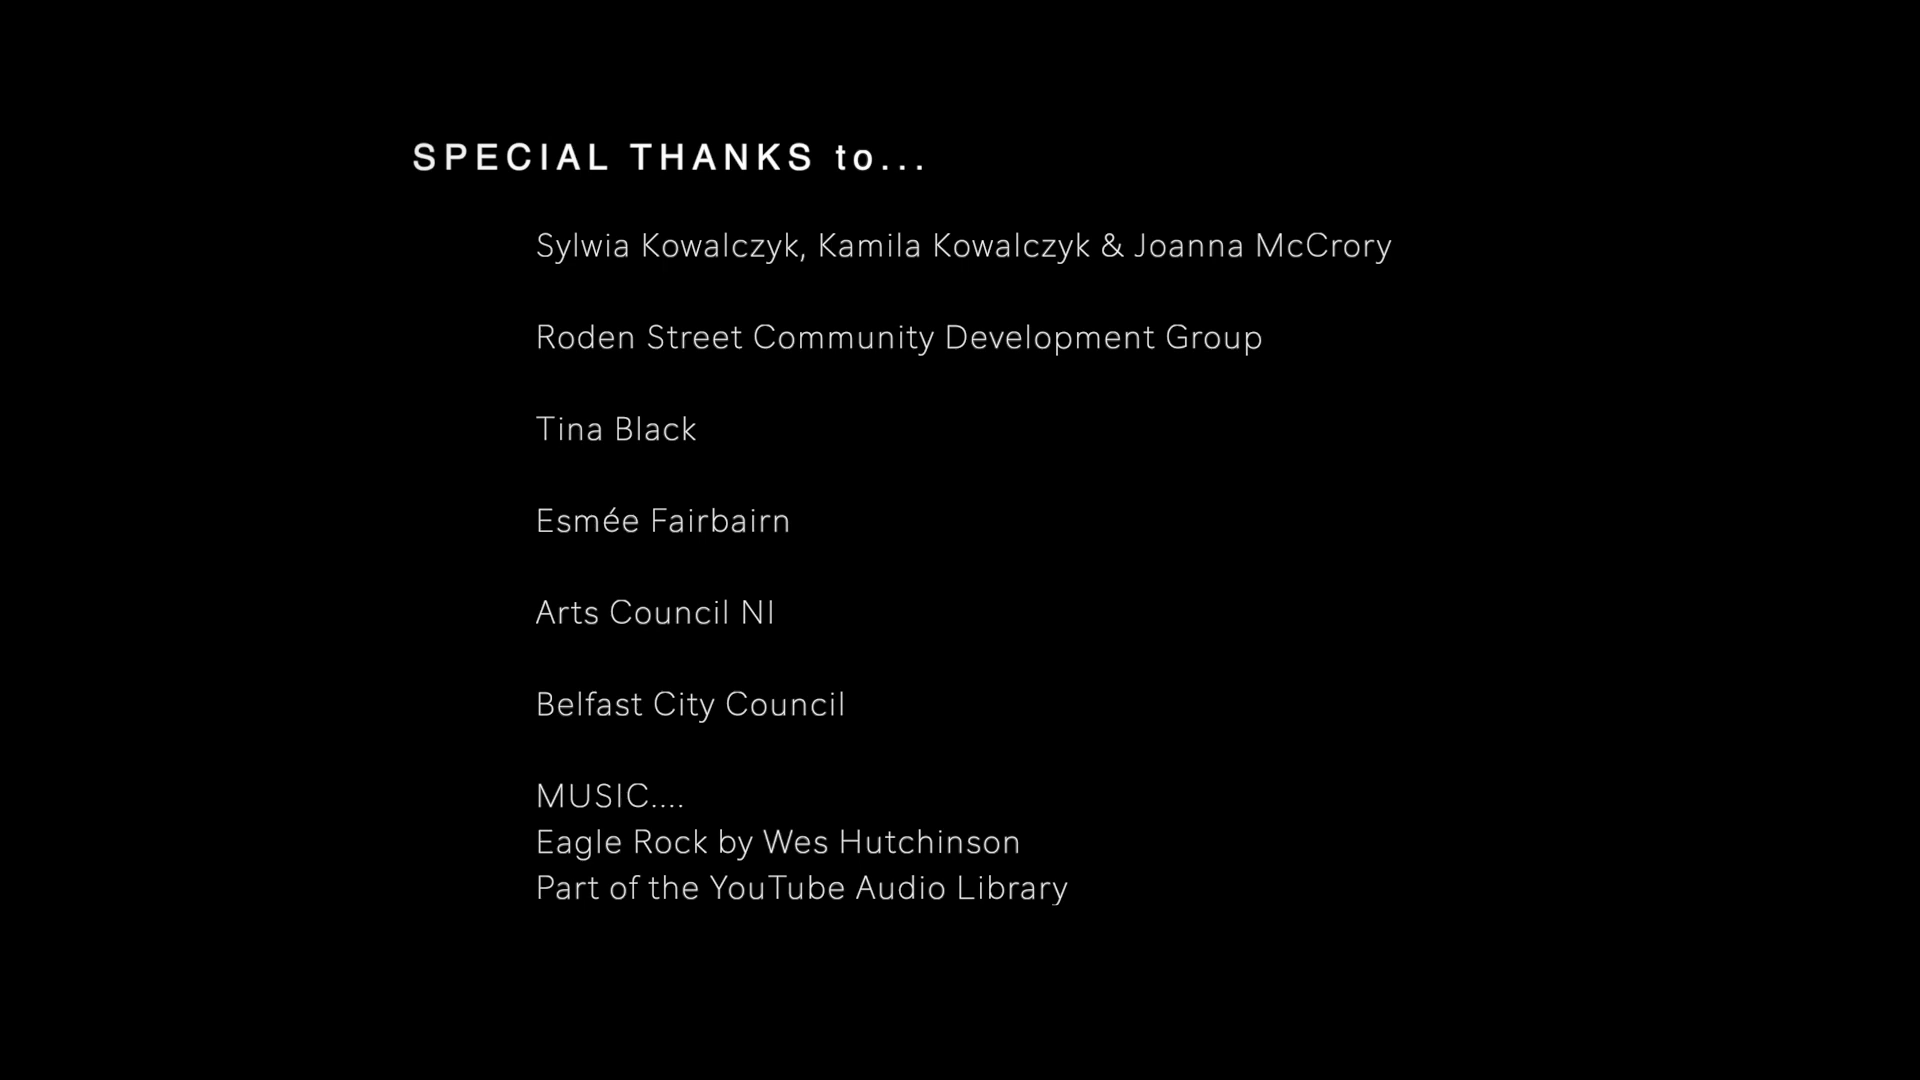 SPECIAL THANKS to...
Sylwia Kowalczyk, Kamila Kowalczyk & Joanna McCrory
Roden Street Community Development Group
Tina Black
Esmée Fairbairn
Arts Council NI
Belfast City Council
MUSIC....
Eagle Rock by Wes Hutchinson
Part of the YouTube Audio Library